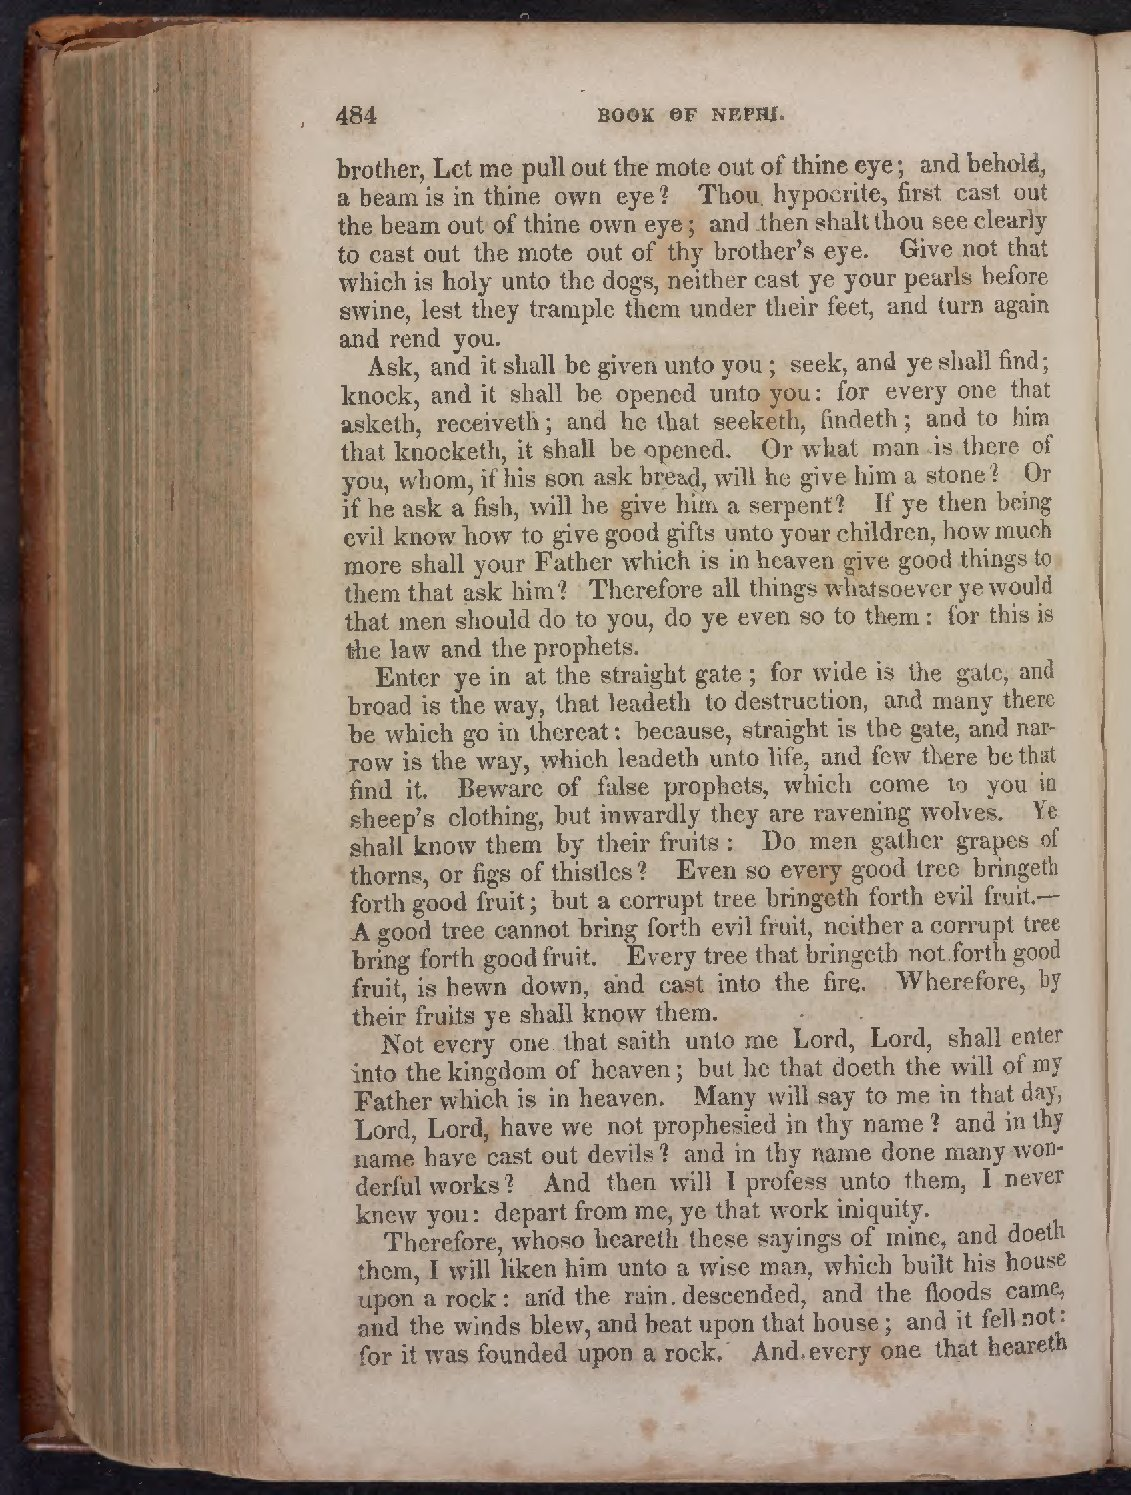 484 BOOK OF NEPHI.
brother, Let me pull out the mote out of thine eye; and behold,
a beam is in thine own eye? Thou hypocrite, first cast out
the beam out of thine own eye; and then shalt thou see clearly
to cast out the mote out of thy brother's eye. Give not that
which is holy unto the dogs, neither cast ye your pearls before
swine, lest they trample them under their feet, and turn again
and rend you.
Ask, and it shall be given unto you; seek, and ye shall find;
knock, and it shall be opened unto you: for every one that
asketh, receiveth; and he that seeketh, findeth; and to him
that knocketh, it shall be opened. Or what man is there of
you, whom, if his son ask bread, will he give him a stone? Or
if he ask a fish, will he give him a serpent? If ye then being
evil know how to give good gifts unto your children, how much
more shall your Father which is in heaven give good things to
them that ask him? Therefore all things whatsoever ye would
that men should do to you, do ye even so to them: for this is
the law and the prophets.
Enter ye in at the straight gate; for wide is the gate, and
broad is the way, that leadeth to destruction, and many there
be which go in thereat: because, straight is the gate, and nar-
row is the way, which leadeth unto life, and few there be that
find it. Beware of false prophets, which come to you in
sheep's clothing, but inwardly they are ravening wolves. Ye
shall know them by their fruits: Do men gather grapes of
thorns, or figs of thistles? Even so every good tree bringeth
forth good fruit; but a corrupt tree bringeth forth evil fruit.—
A good tree cannot bring forth evil fruit, neither a corrupt tree
bring forth good fruit. Every tree that bringeth not forth good
fruit, is hewn down, and cast into the fire. Wherefore, by
their fruits ye shall know them.
Not every one that saith unto me Lord, Lord, shall enter
into the kingdom of heaven; but he that doeth the will of my
Father which is in heaven. Many will say to me in that day,
Lord, Lord, have we not prophesied in thy name? and in thy
name have cast out devils? and in thy name done many won-
derful works? And then will I profess unto them, I never
knew you: depart from me, ye that work iniquity.
Therefore, whoso heareth these sayings of mine, and doeth
them, I will liken him unto a wise man, which built his house
upon a rock: and the rain descended, and the floods came,
and the winds blew, and beat upon that house; and it fell not:
for it was founded upon a rock. And every one that heareth